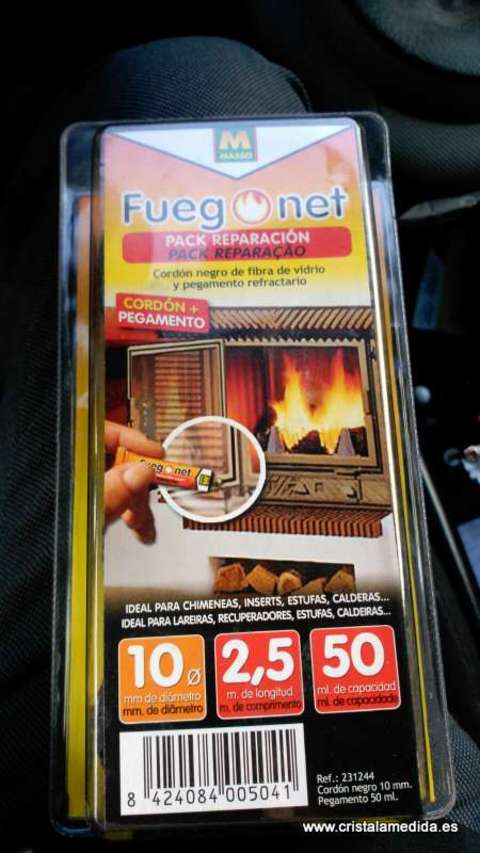 M
MASSÓ
Fuegonet
PACK REPARACIÓN
PACK REPARAÇÃO
Cordón negro de fibra de vidrio
y pegamento refractario
CORDÓN +
PEGAMENTO
Fuegonet
IDEAL PARA CHIMENEAS, INSERTS, ESTUFAS, CALDERAS...
IDEAL PARA LAREIRAS, RECUPERADORES, ESTUFAS, CALDEIRAS...
10 ø
mm de diámetro
mm. de diâmetro
2,5
m. de longitud
m. de comprimento
50
ml. de capacidad
ml. de capacidade
8 424084 005041
Ref.: 231244
Cordón negro 10 mm.
Pegamento 50 ml.
www.cristalamedida.es